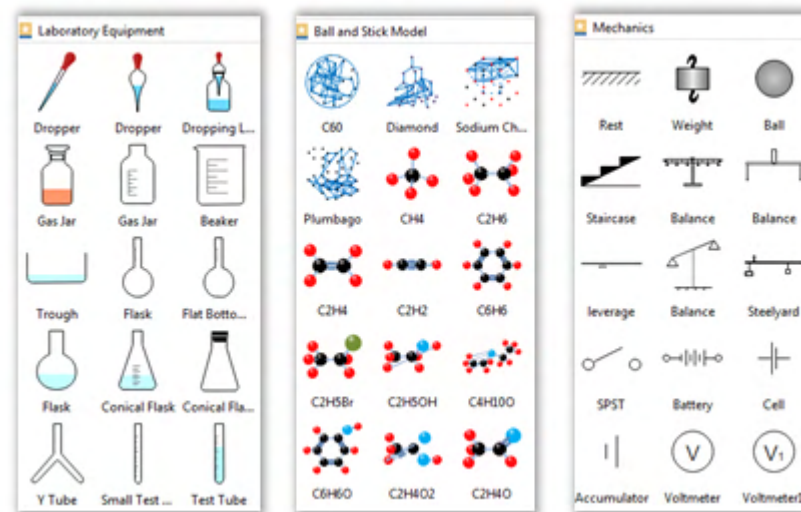 Laboratory Equipment
Dropper Dropper Dropping L...
Gas Jar Gas Jar Beaker
Trough Flask Flat Botto...
Flask Conical Flask Conical Fla...
Y Tube Small Test ... Test Tube
Ball and Stick Model
C60 Diamond Sodium Ch...
Plumbago CH4 C2H6
C2H4 C2H2 C6H6
C2H5Br C2H5OH C4H10O
C6H6O C2H4O2 C2H4O
Mechanics
Rest Weight Ball
Staircase Balance Balance
leverage Balance Steelyard
SPST Battery Cell
V V1
Accumulator Voltmeter Voltmeter1